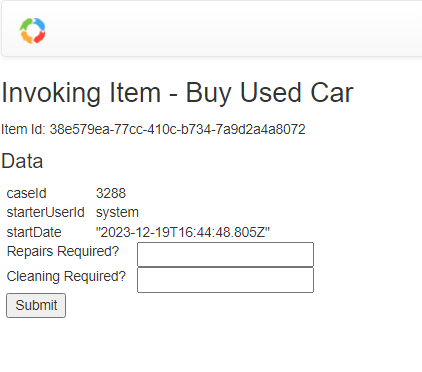 Invoking Item - Buy Used Car
Item Id: 38e579ea-77cc-410c-b734-7a9d2a4a8072
Data
caseId 3288
starterUserId system
startDate "2023-12-19T16:44:48.805Z"
Repairs Required?
Cleaning Required?
Submit